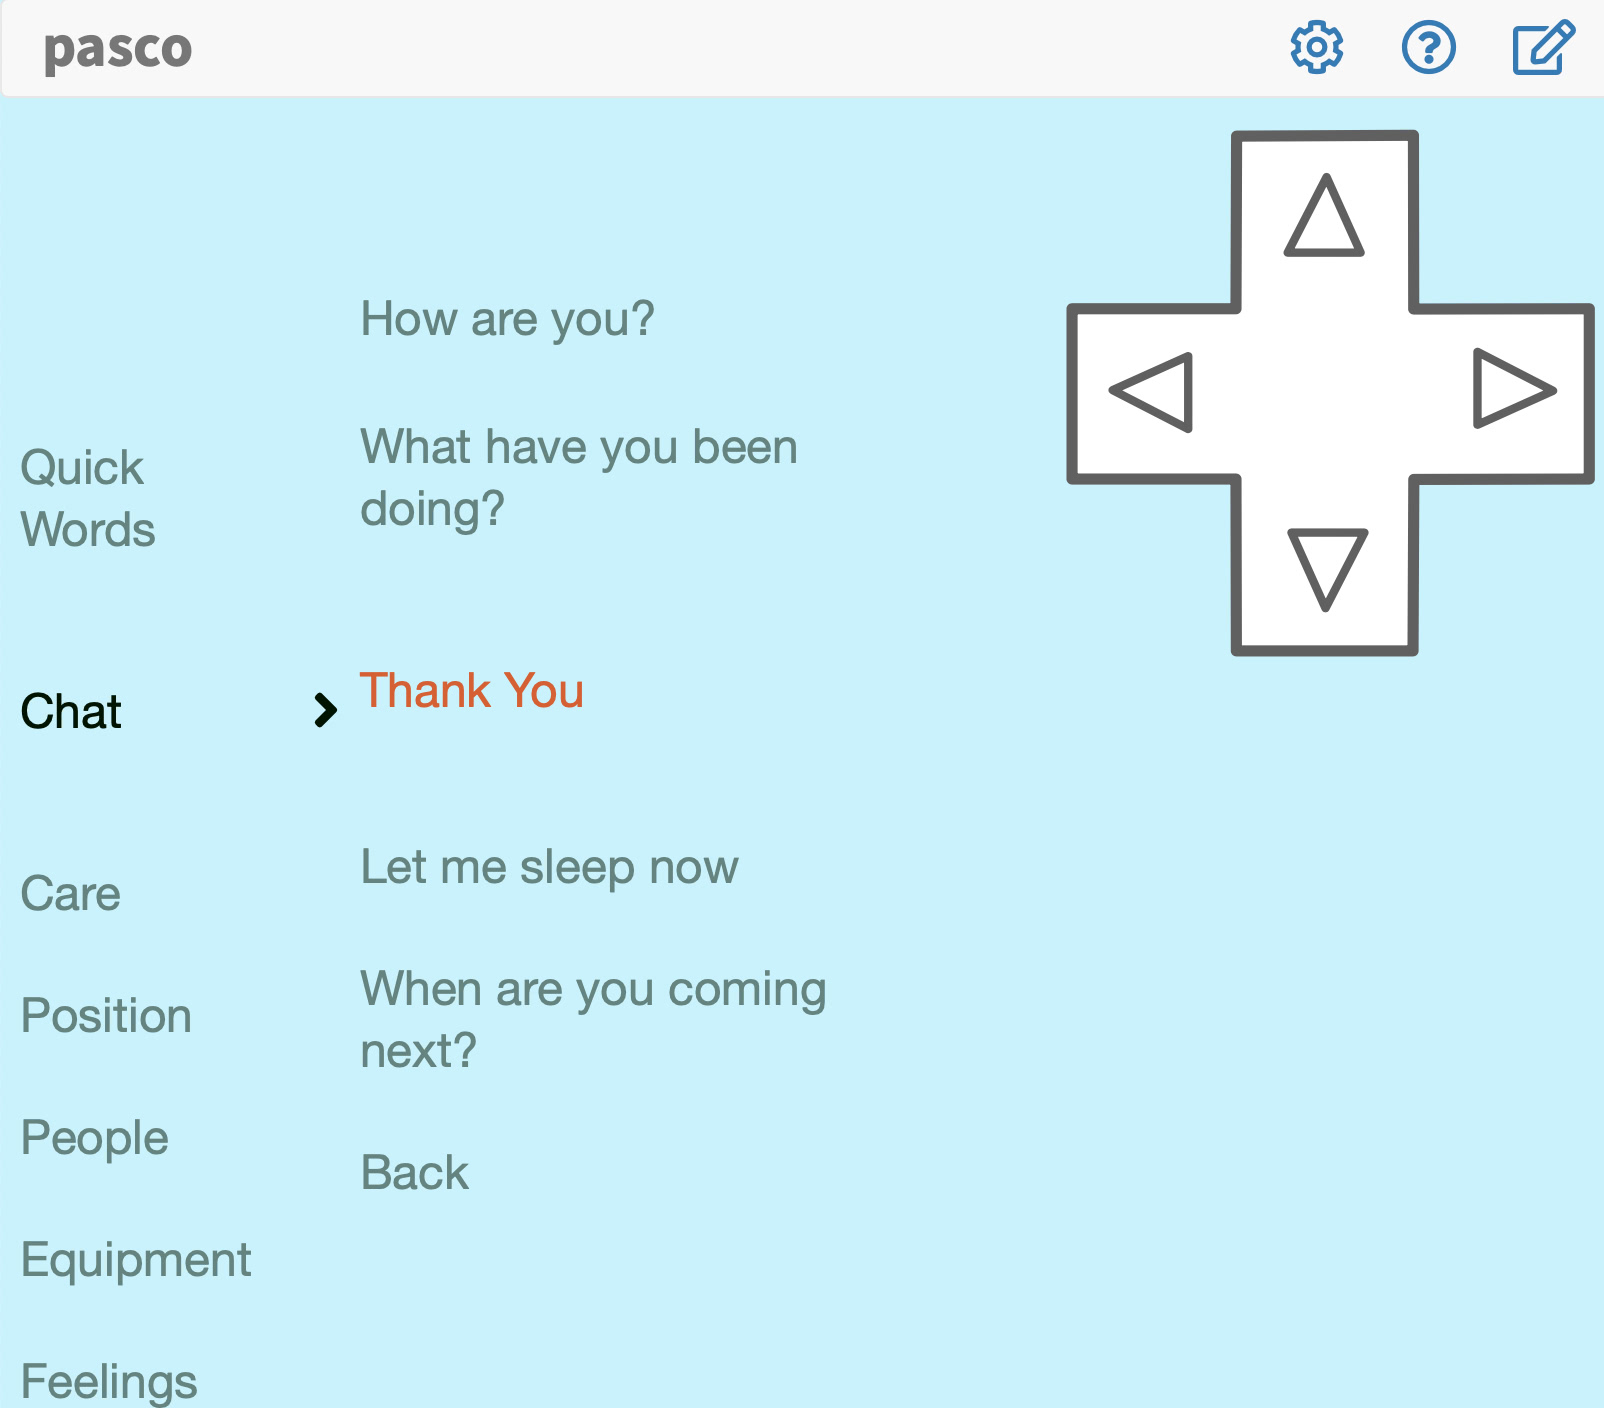 pasco
Quick
Words
Chat
Care
Position
People
Equipment
Feelings
How are you?
What have you been
doing?
Thank You
Let me sleep now
When are you coming
next?
Back